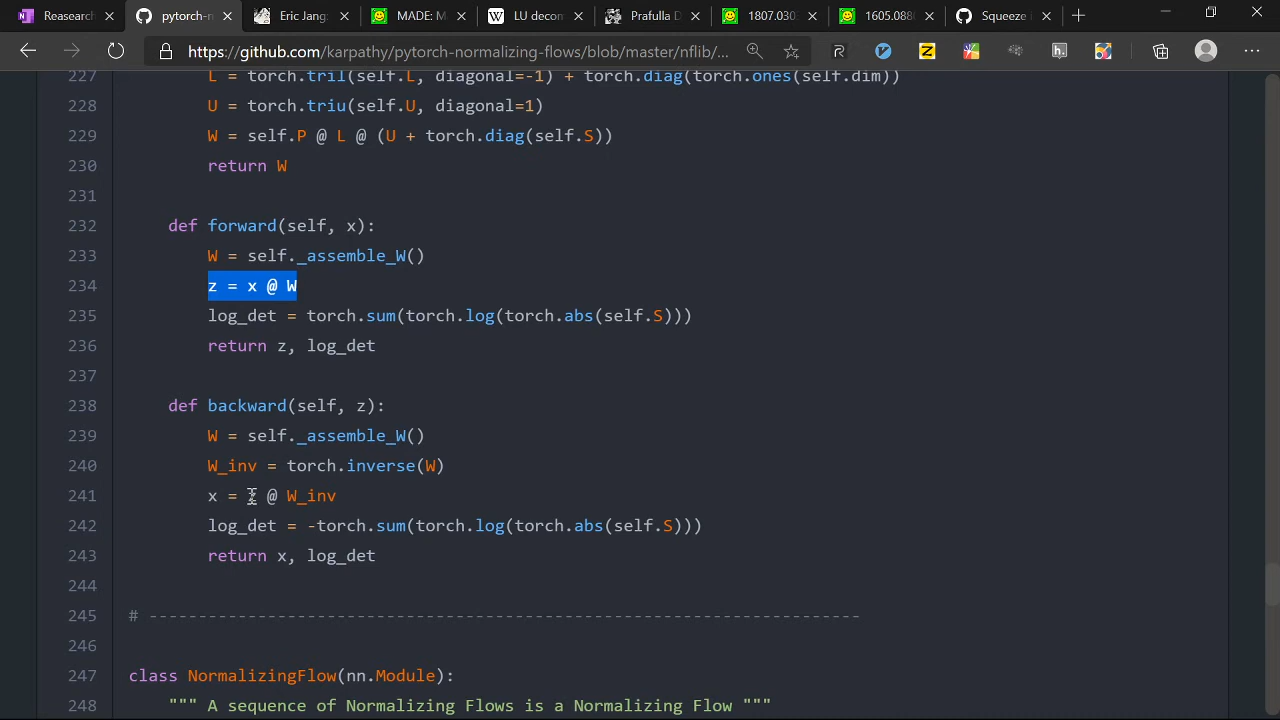 Reasearch
pytorch-n
Eric Jang:
MADE: M
LU decom
Prafulla D
1807.030
1605.088
Squeeze
https://github.com/karpathy/pytorch-normalizing-flows/blob/master/nflib/...
227 L = torch.tril(self.L, diagonal=-1) + torch.diag(torch.ones(self.dim))
228 U = torch.triu(self.U, diagonal=1)
229 W = self.P @ L @ (U + torch.diag(self.S))
230 return W
231
232 def forward(self, x):
233 W = self._assemble_W()
234 z = x @ W
235 log_det = torch.sum(torch.log(torch.abs(self.S)))
236 return z, log_det
237
238 def backward(self, z):
239 W = self._assemble_W()
240 W_inv = torch.inverse(W)
241 x = z @ W_inv
242 log_det = -torch.sum(torch.log(torch.abs(self.S)))
243 return x, log_det
244
245 # ------------------------------------------------------------------------
246
247 class NormalizingFlow(nn.Module):
248 """ A sequence of Normalizing Flows is a Normalizing Flow """